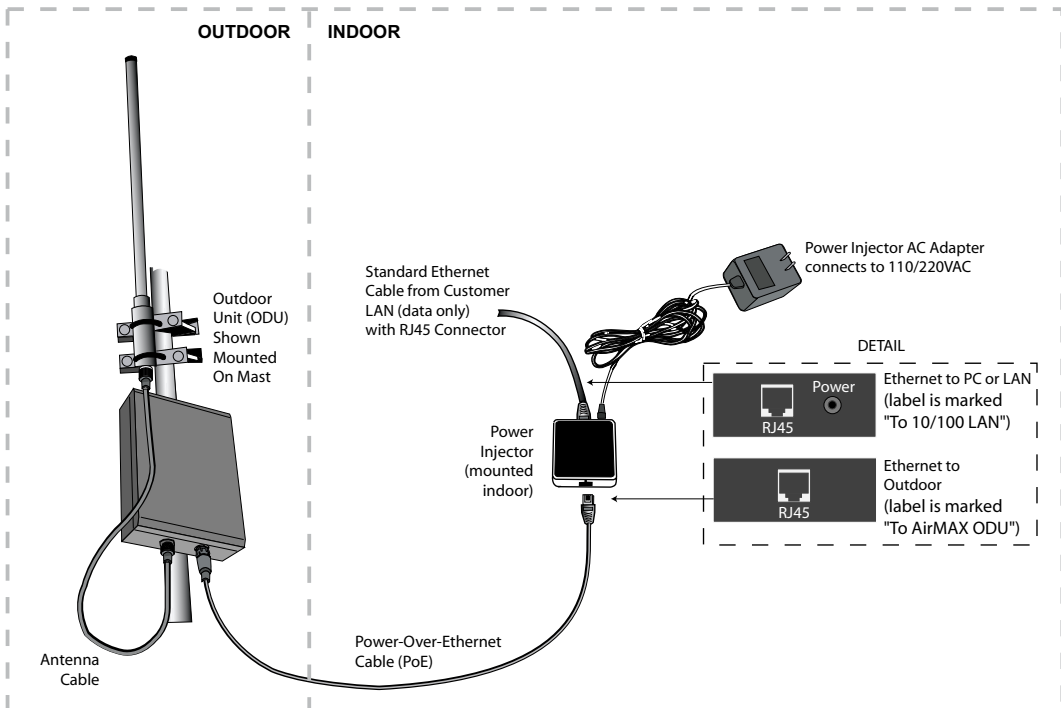 OUTDOOR
INDOOR
Outdoor
Unit (ODU)
Shown
Mounted
On Mast
Antenna
Cable
Standard Ethernet
Cable from Customer
LAN (data only)
with RJ45 Connector
Power Injector AC Adapter
connects to 110/220VAC
Power
Injector
(mounted
indoor)
Power-Over-Ethernet
Cable (PoE)
DETAIL
Power
RJ45
Ethernet to PC or LAN
(label is marked
"To 10/100 LAN")
RJ45
Ethernet to
Outdoor
(label is marked
"To AirMAX ODU")